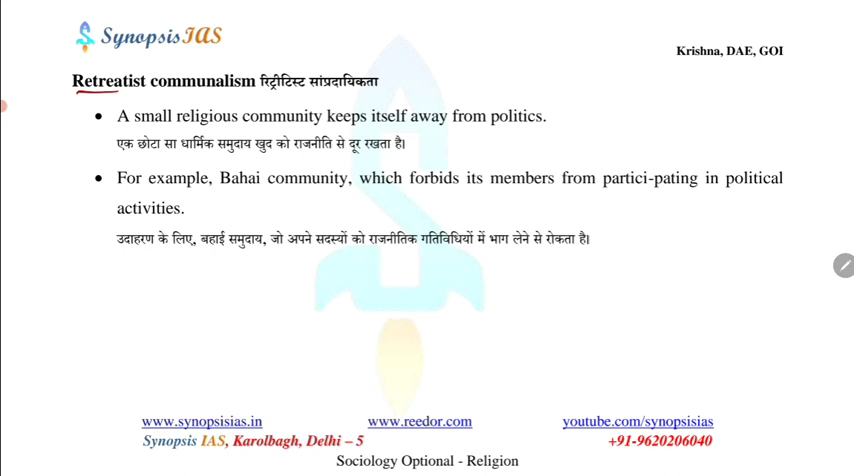 Synopsis IAS
Krishna, DAE, GOI
Retreatist communalism रिट्रीटिस्ट सांप्रदायिकता
• A small religious community keeps itself away from politics.
एक छोटा सा धार्मिक समुदाय खुद को राजनीति से दूर रखता है।
• For example, Bahai community, which forbids its members from partici-pating in political
activities.
उदाहरण के लिए, बहाई समुदाय, जो अपने सदस्यों को राजनीतिक गतिविधियों में भाग लेने से रोकता है।
www.synopsisias.in www.reedor.com youtube.com/synopsisias
Synopsis IAS, Karolbagh, Delhi – 5 +91-9620206040
Sociology Optional - Religion